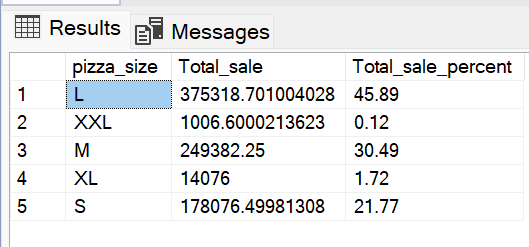 Results Messages
pizza_size Total_sale Total_sale_percent
1 L 375318.701004028 45.89
2 XXL 1006.6000213623 0.12
3 M 249382.25 30.49
4 XL 14076 1.72
5 S 178076.49981308 21.77